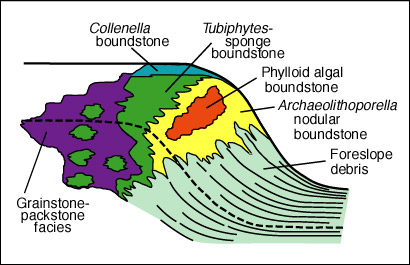 Collenella
boundstone
Tubiphytes-
sponge
boundstone
Phylloid algal
boundstone
Archaeolithoporella
nodular
boundstone
Foreslope
debris
Grainstone-
packstone
facies